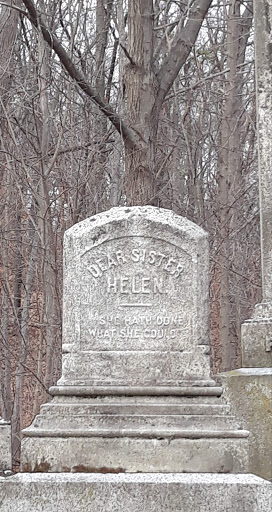 DEAR SISTER
HELEN.
SHE HATH DONE
WHAT SHE COULD